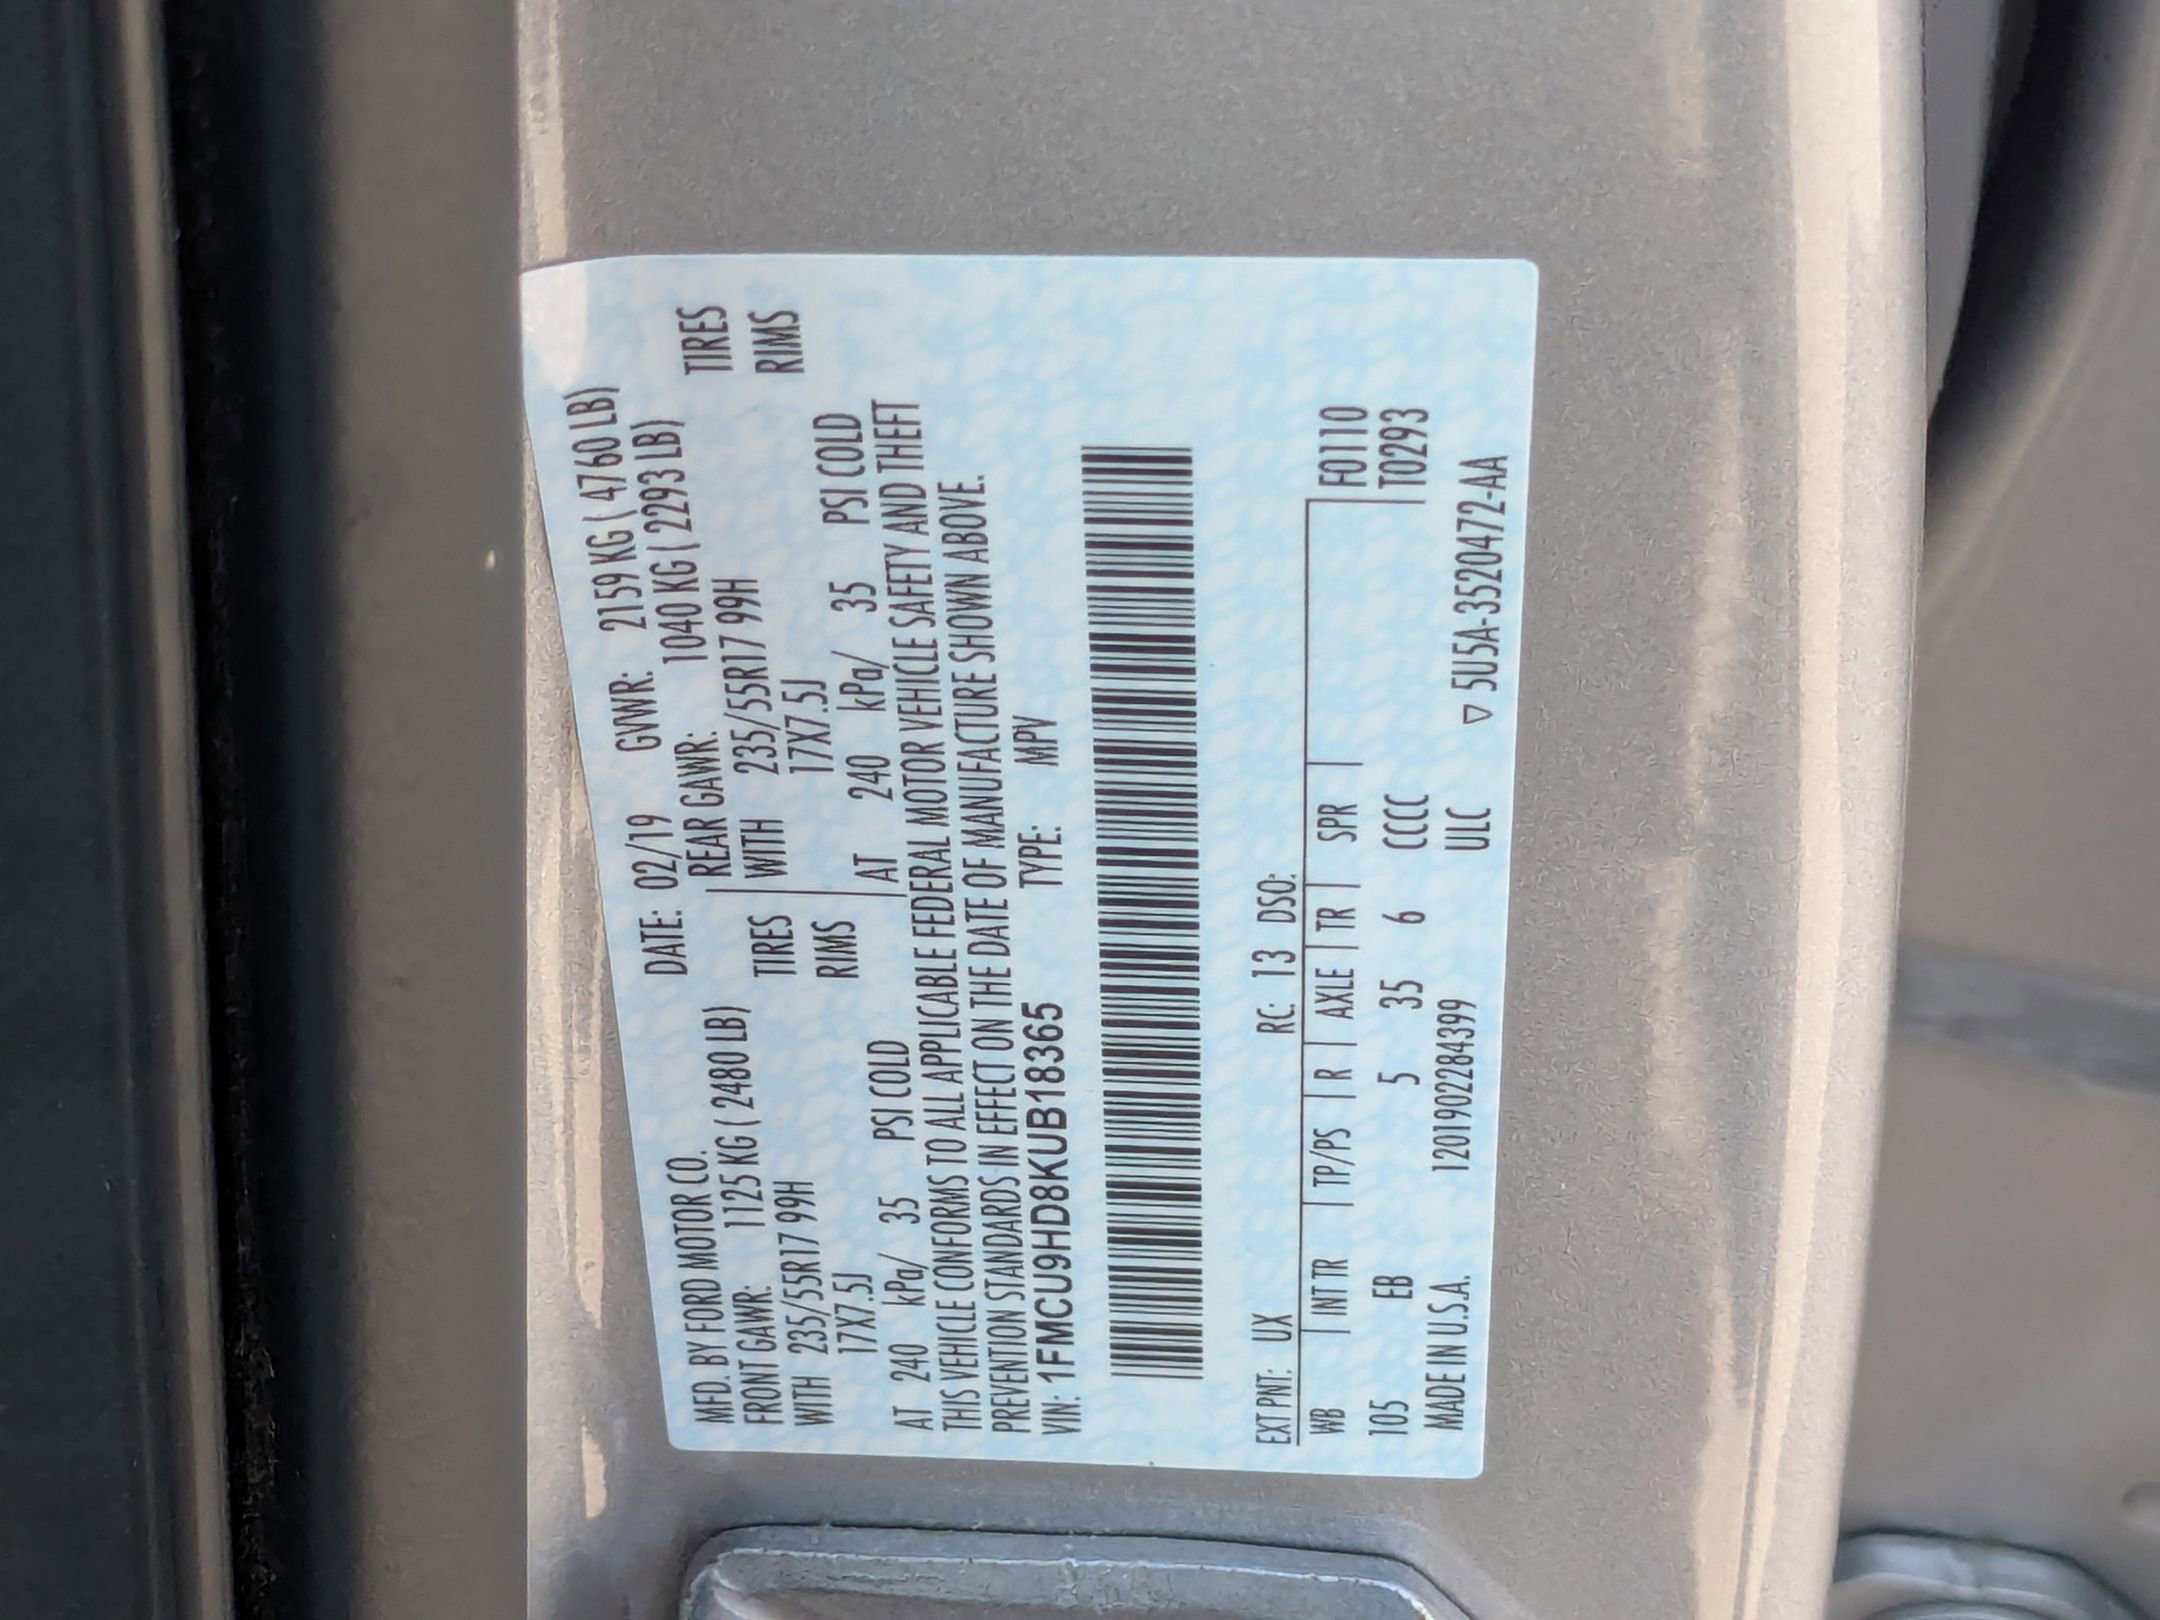 MFD. BY FORD MOTOR CO. DATE: 02/19 GVWR: 2159 KG ( 4760 LB)
FRONT GAWR: 1125 KG ( 2480 LB) REAR GAWR: 1040 KG ( 2293 LB)
WITH 235/55R17 99H TIRES WITH 235/55R17 99H TIRES
17X7.5J RIMS 17X7.5J RIMS
AT 240 kPa/ 35 PSI COLD AT 240 kPa/ 35 PSI COLD
THIS VEHICLE CONFORMS TO ALL APPLICABLE FEDERAL MOTOR VEHICLE SAFETY AND THEFT
PREVENTION STANDARDS IN EFFECT ON THE DATE OF MANUFACTURE SHOWN ABOVE.
VIN: 1FMCU9HD8KUB18365 TYPE: MPV
EXT PNT: UX RC: 13 DSO:
WB INT TR TP/PS R AXLE TR SPR F0110
105 EB 5 35 6 CCCC T0293
MADE IN U.S.A. 1201902284399 ULC ▽ 5U5A-3520472-AA